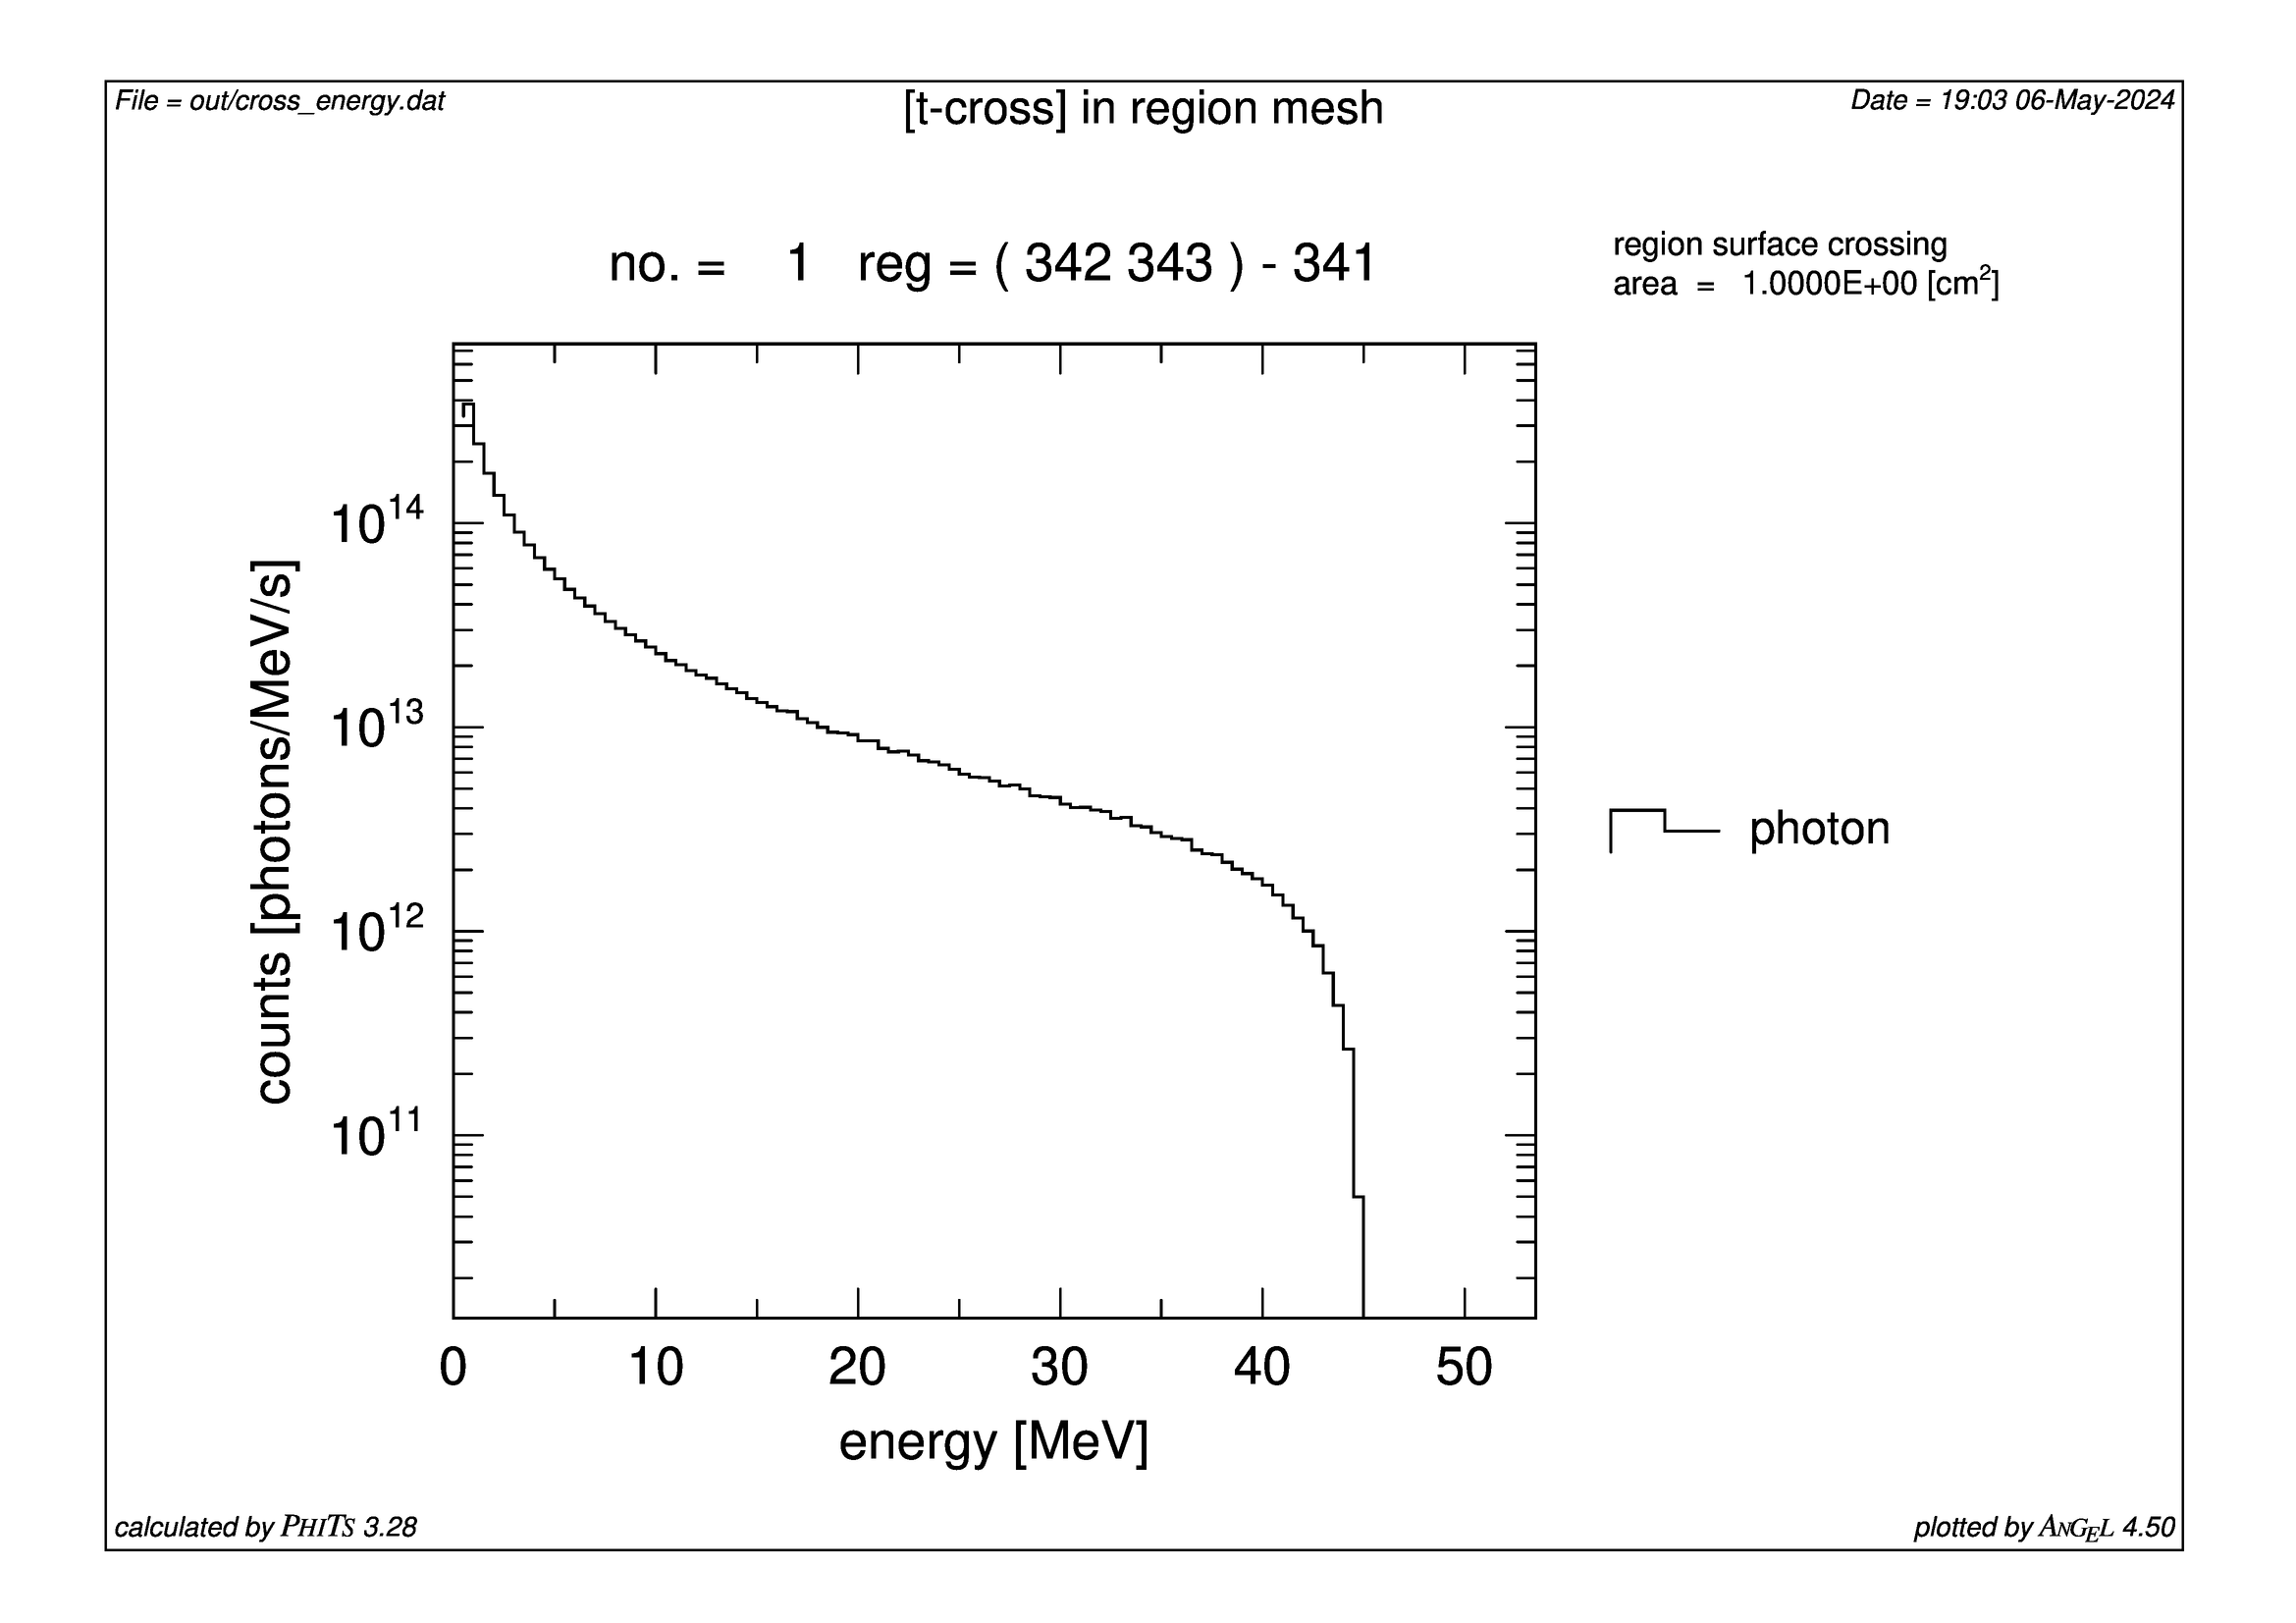 File = out/cross_energy.dat
[t-cross] in region mesh
Date = 19:03 06-May-2024
no. = 1 reg = ( 342 343 ) - 341
region surface crossing
area = 1.0000E+00 [cm²]
counts [photons/MeV/s]
10¹⁴
10¹³
10¹²
10¹¹
photon
0 10 20 30 40 50
energy [MeV]
calculated by PHITS 3.28
plotted by ANGEL 4.50